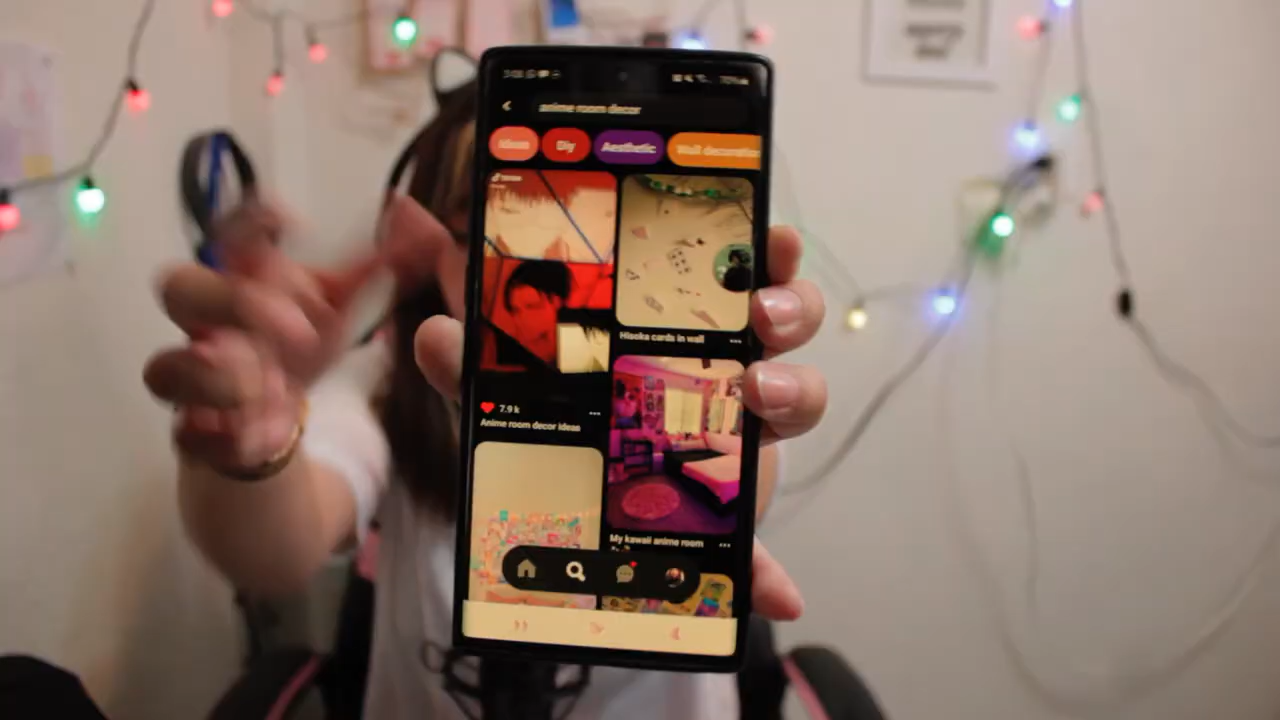 anime room decor
Ideas
Diy
Aesthetic
Wall decoration
Hisoka cards in wall
7.9k
Anime room decor ideas
My kawaii anime room